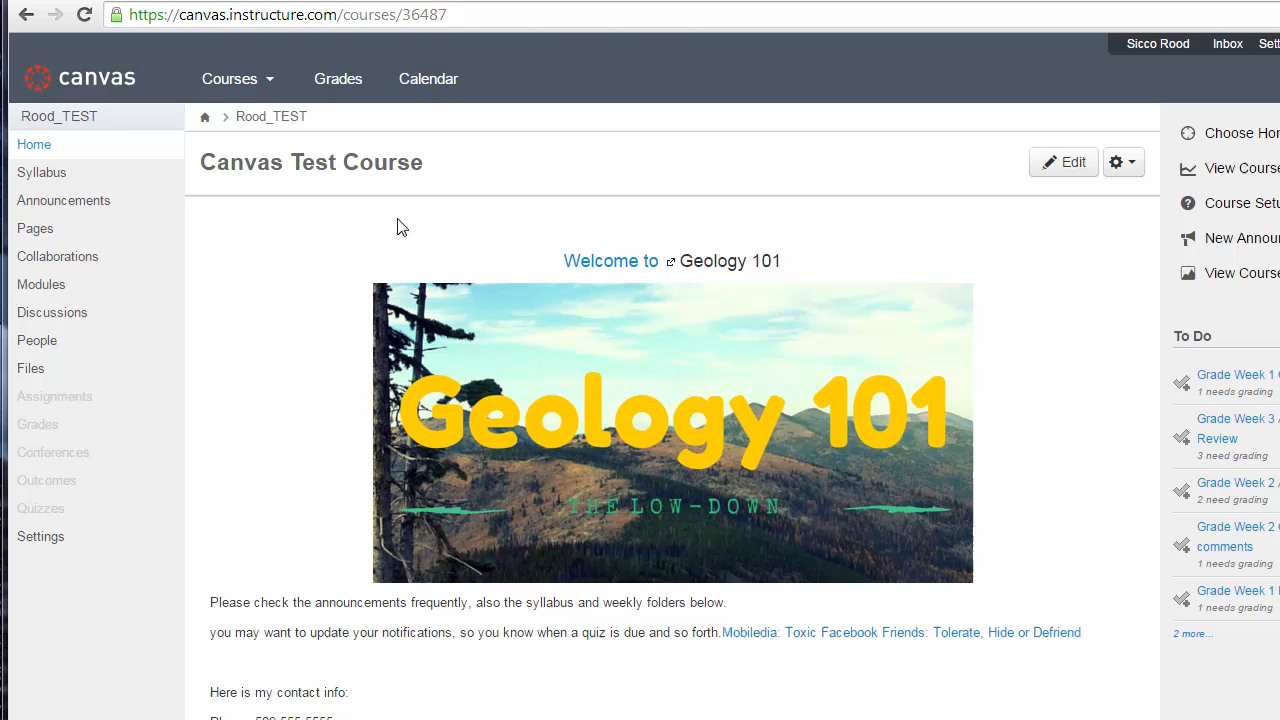 https://canvas.instructure.com/courses/36487
Sicco Rood Inbox
canvas Courses Grades Calendar
Rood_TEST
Home
Syllabus
Announcements
Pages
Collaborations
Modules
Discussions
People
Files
Assignments
Grades
Conferences
Outcomes
Quizzes
Settings
Rood_TEST
Canvas Test Course
Edit
Welcome to Geology 101
Geology 101
THE LOW-DOWN
Please check the announcements frequently, also the syllabus and weekly folders below.
you may want to update your notifications, so you know when a quiz is due and so forth.Mobiledia: Toxic Facebook Friends: Tolerate, Hide or Defriend
Here is my contact info:
Choose
View
Course
New
View
To Do
Grade Week 1
1 needs grading
Grade Week 3
Review
3 need grading
Grade Week 2
2 need grading
Grade Week 2
comments
1 needs grading
Grade Week 1
1 needs grading
2 more...